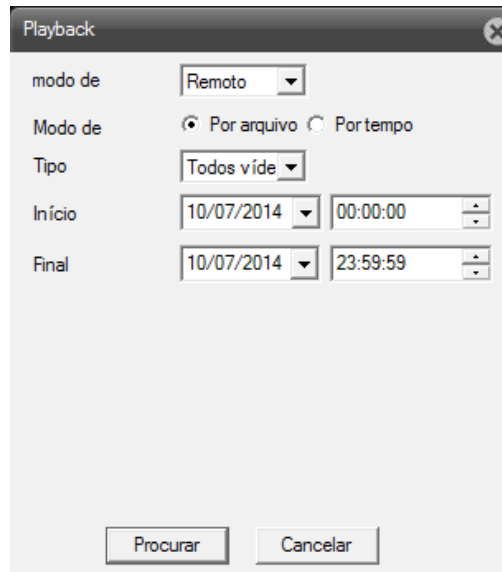 Playback
modo de Remoto
Modo de Por arquivo Por tempo
Tipo Todos víde
Início 10/07/2014 00:00:00
Final 10/07/2014 23:59:59
Procurar Cancelar